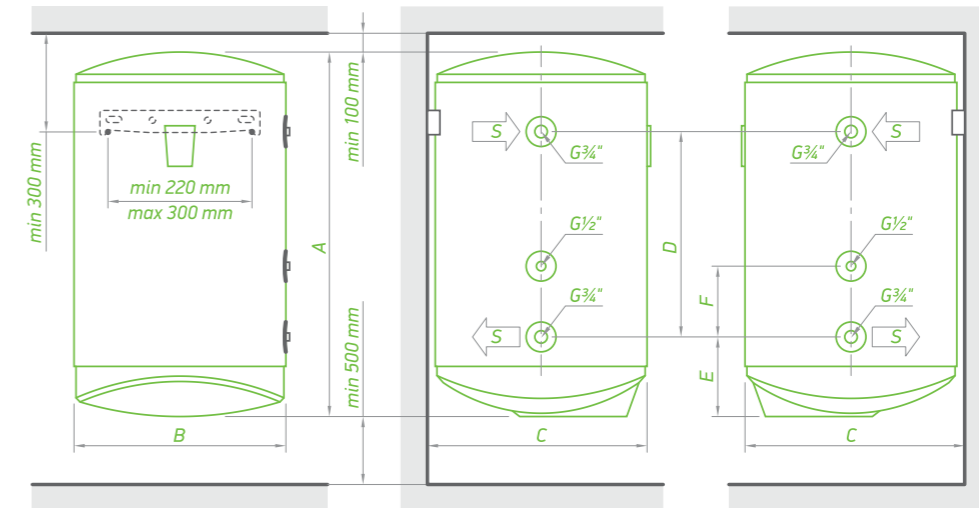 min 300 mm
min 220 mm
max 300 mm
B
A
min 100 mm
min 500 mm
S
G¾"
G½"
G¾"
S
C
D
F
E
G¾"
S
G½"
G¾"
S
C